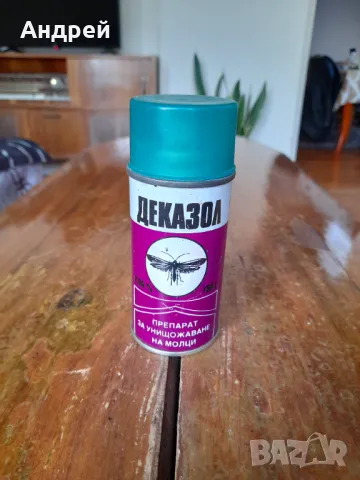 Андрей
ДЕКАЗОЛ
ПРЕПАРАТ
ЗА УНИЩОЖАВАНЕ
НА МОЛЦИ
BAZAR